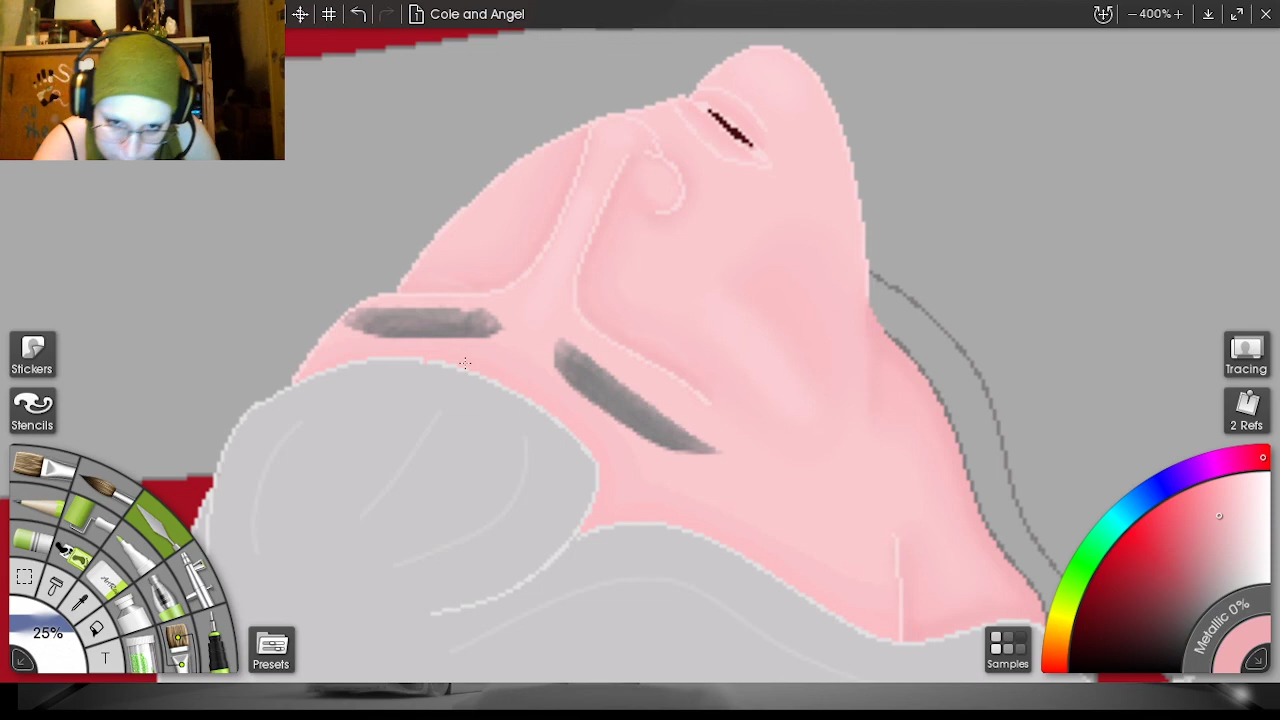 Cole and Angel
−400%+
Stickers
Stencils
25%
T
Presets
Tracing
2 Refs
Metallic 0%
Samples